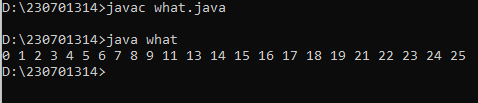 D:\230701314>javac what.java
D:\230701314>java what
0 1 2 3 4 5 6 7 8 9 11 13 14 15 16 17 18 19 21 22 23 24 25
D:\230701314>